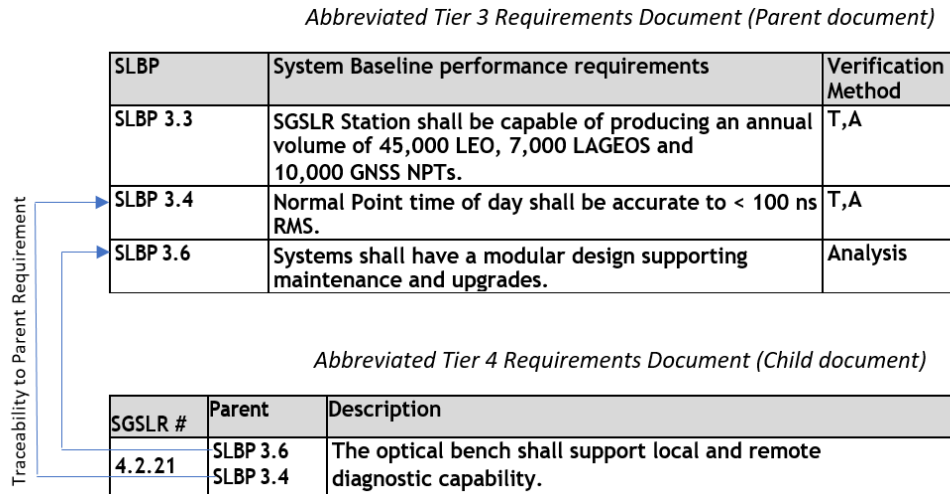 Abbreviated Tier 3 Requirements Document (Parent document)
SLBP System Baseline performance requirements Verification
Method
SLBP 3.3 SGSLR Station shall be capable of producing an annual T,A
volume of 45,000 LEO, 7,000 LAGEOS and
10,000 GNSS NPTs.
SLBP 3.4 Normal Point time of day shall be accurate to < 100 ns T,A
RMS.
SLBP 3.6 Systems shall have a modular design supporting Analysis
maintenance and upgrades.
Traceability to Parent Requirement
Abbreviated Tier 4 Requirements Document (Child document)
SGSLR # Parent Description
4.2.21 SLBP 3.6 The optical bench shall support local and remote
SLBP 3.4 diagnostic capability.